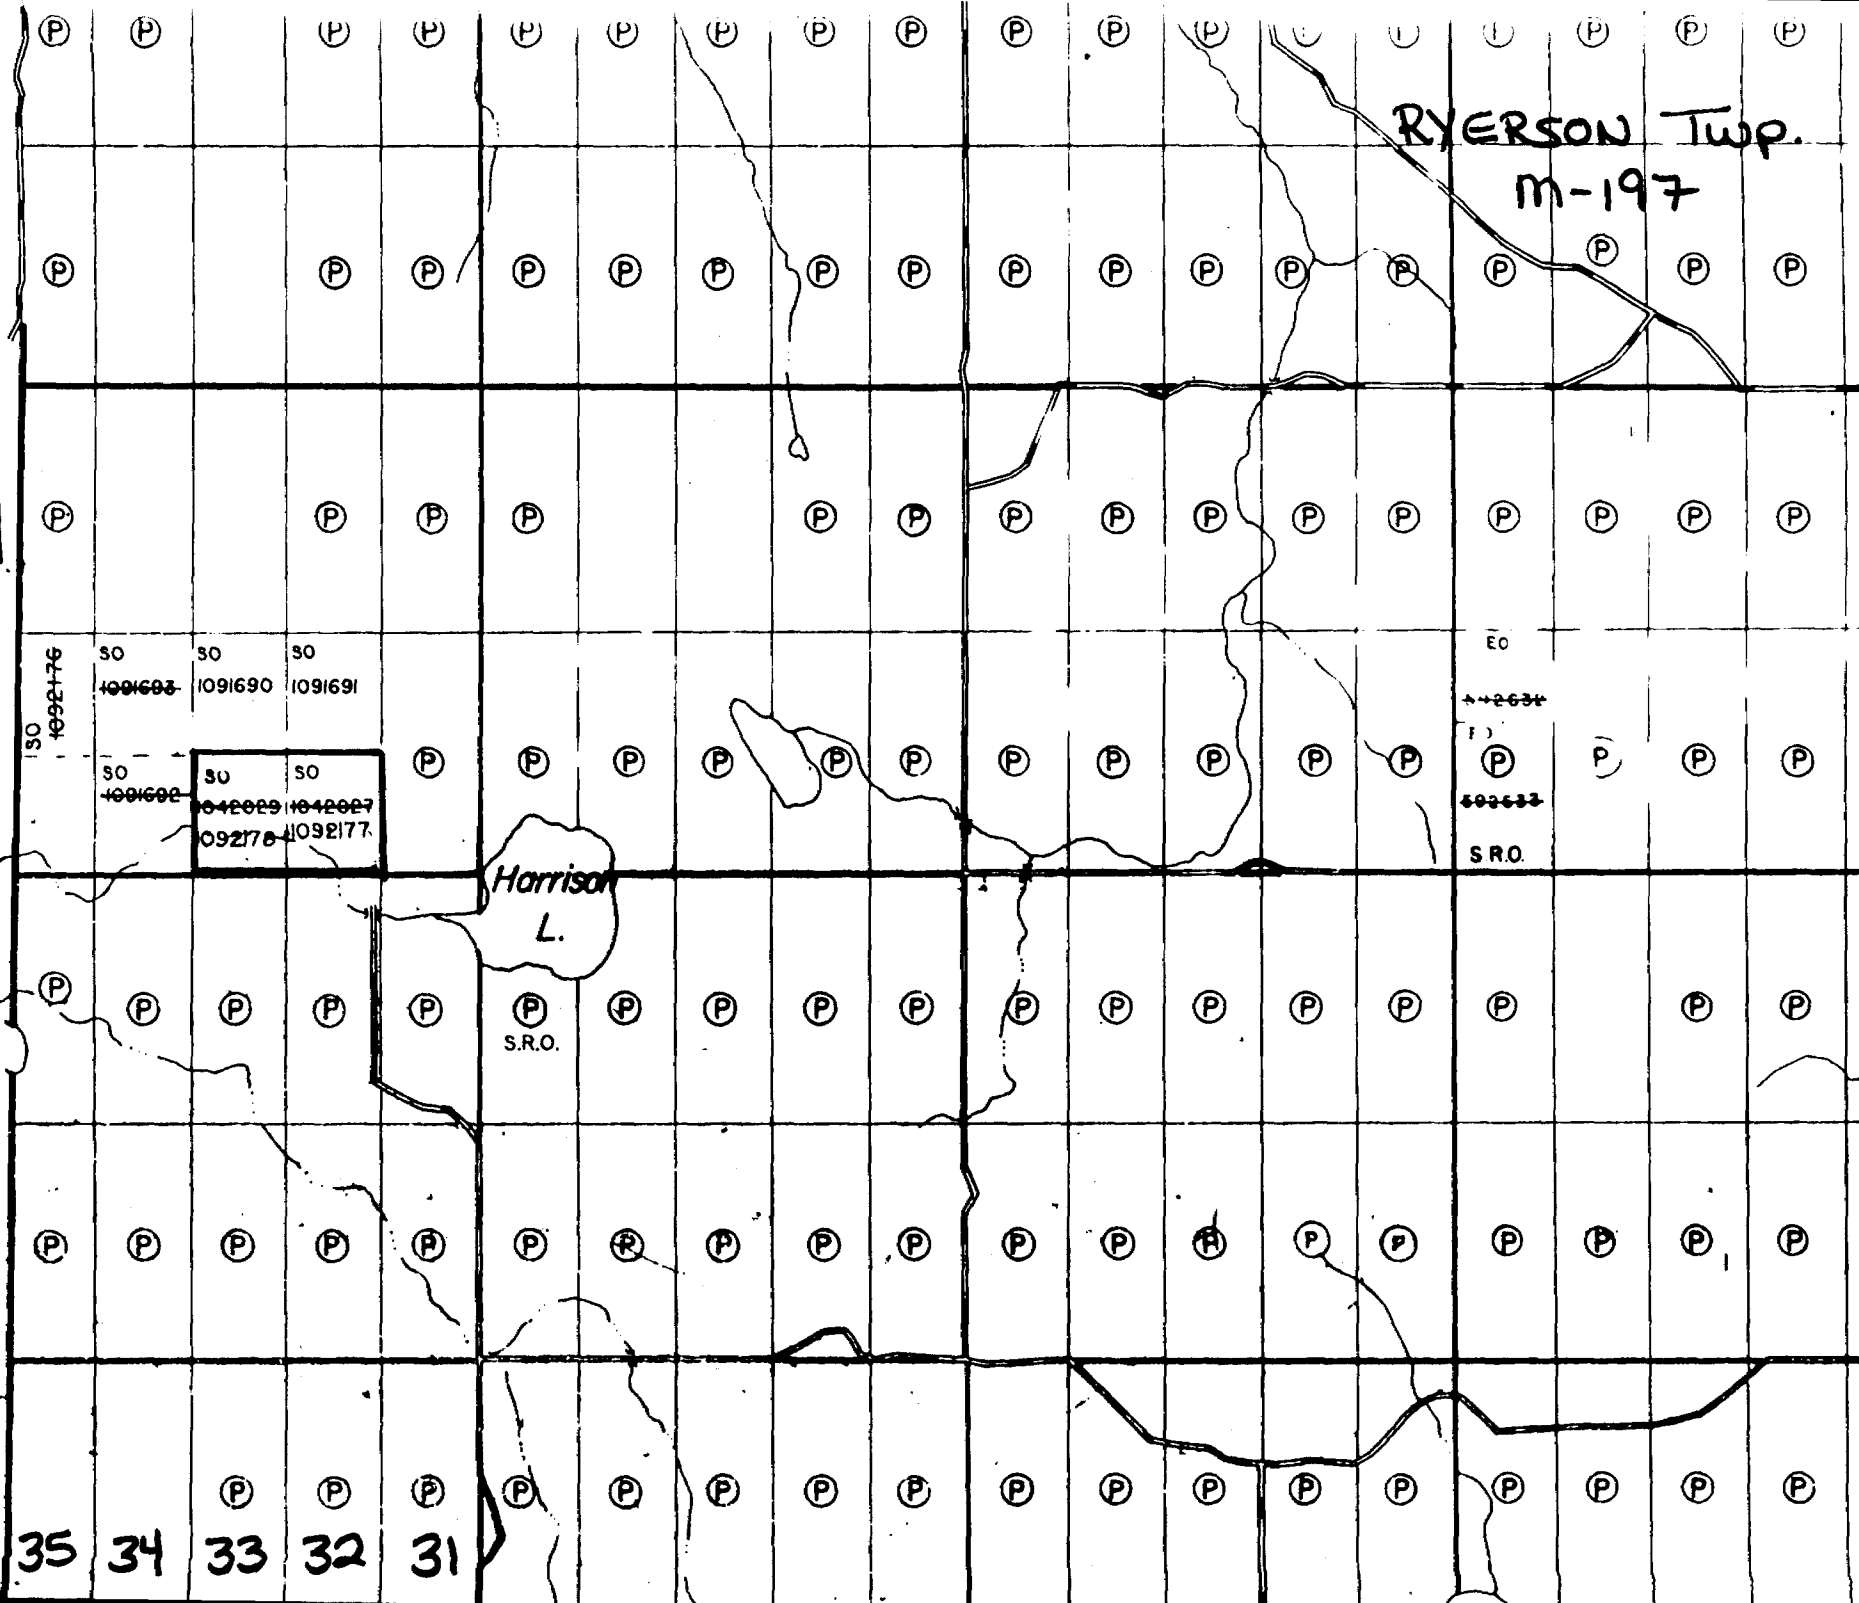 P P P P P P P P P P P P P P P
RYERSON Twp.
M-197
P P P P P P P P P P P P P P P P P
P P P P P P P P P P P P P P P P
EO
SO SO SO
1092176 1091693 1091690 1091691
SO
P P P P P P P P P P P P P P P
SO SO SO
1091692 1042029 1042027
1092178 1092177
592633
S.R.O.
Harrison
L.
P P P P P P P P P P P P P P P P P P
S.R.O.
P P P P P P P P P P P P P P P P P P
P P P P P P P P P P P P P P P P P
35 34 33 32 31